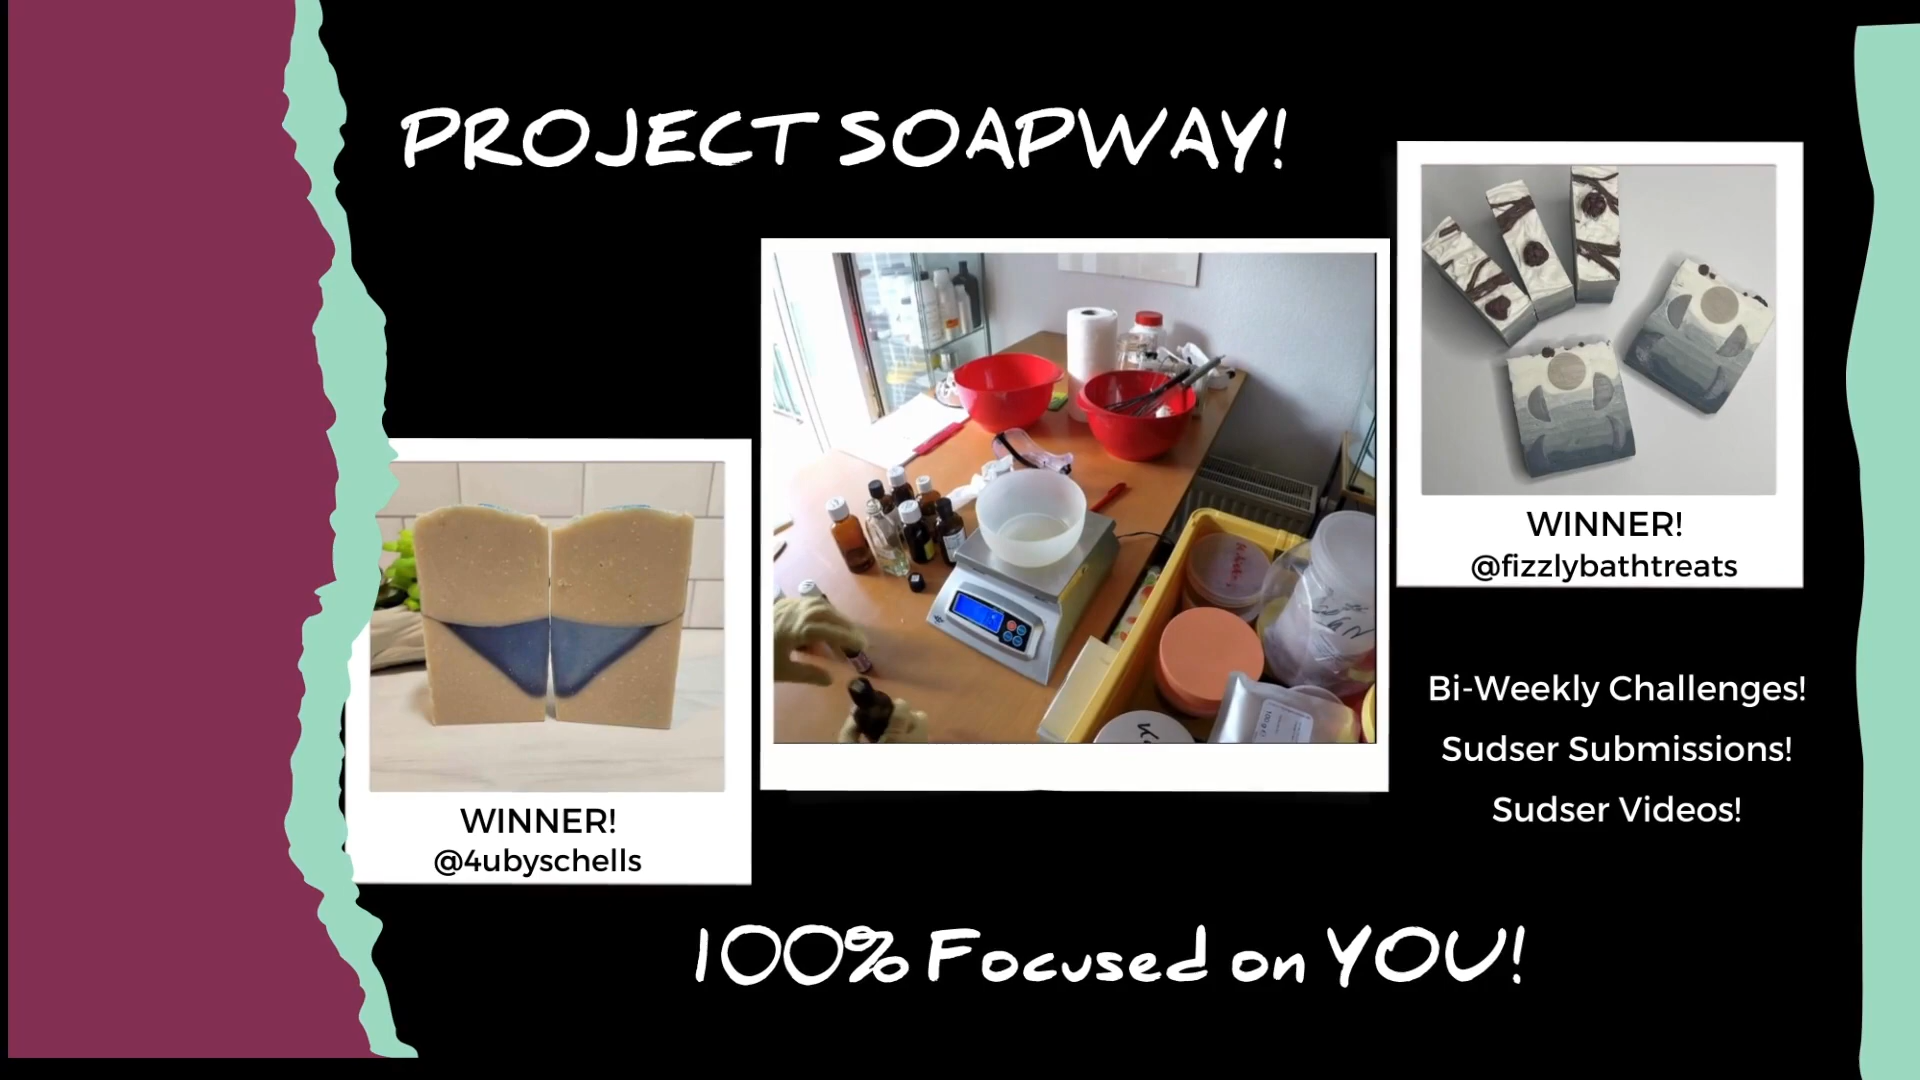 PROJECT SOAPWAY!
WINNER!
@fizzlybathtreats
Bi-Weekly Challenges!
Sudser Submissions!
Sudser Videos!
WINNER!
@4ubyschells
100% Focused on YOU!